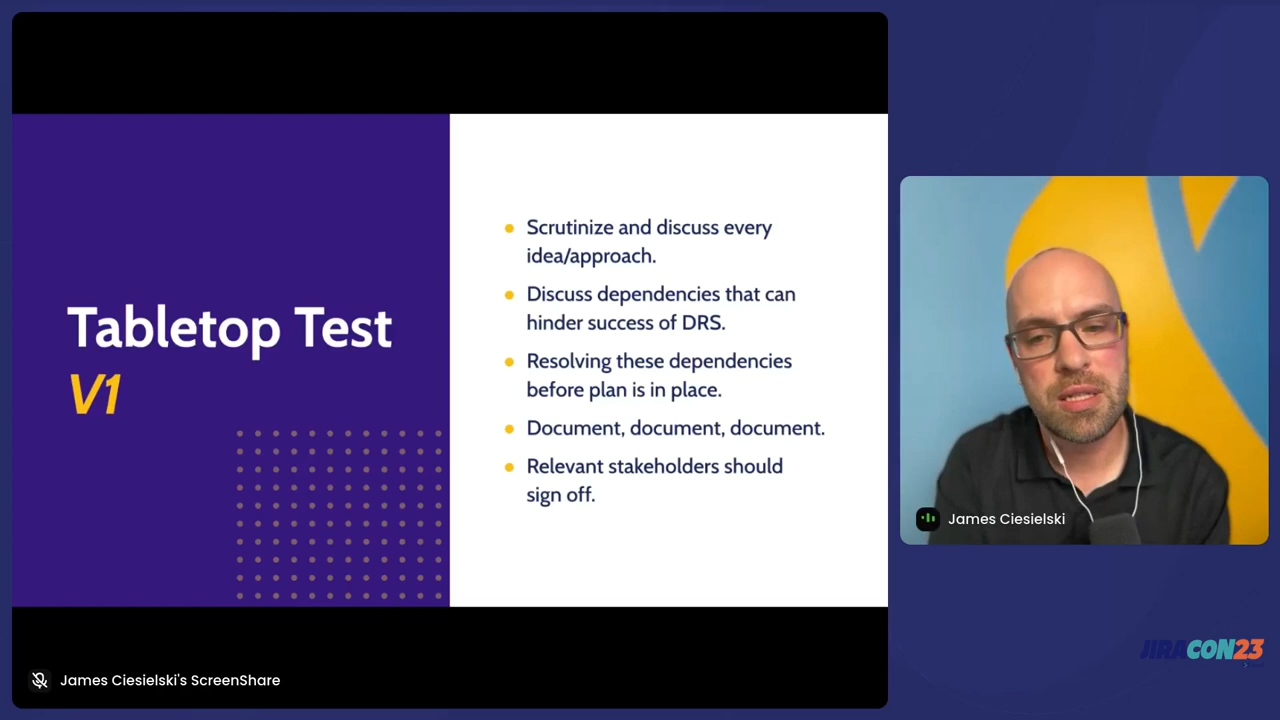 Tabletop Test
V1
Scrutinize and discuss every
idea/approach.
Discuss dependencies that can
hinder success of DRS.
Resolving these dependencies
before plan is in place.
Document, document, document.
Relevant stakeholders should
sign off.
James Ciesielski's ScreenShare
James Ciesielski
JIRACON23